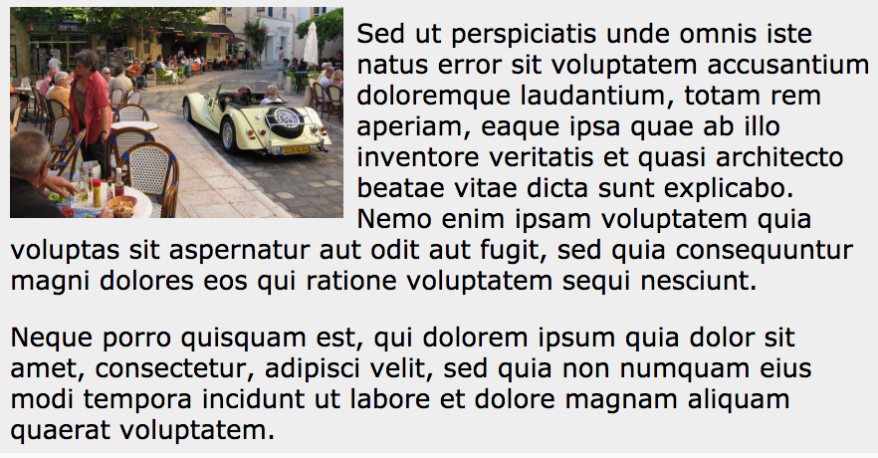 Sed ut perspiciatis unde omnis iste
natus error sit voluptatem accusantium
doloremque laudantium, totam rem
aperiam, eaque ipsa quae ab illo
inventore veritatis et quasi architecto
beatae vitae dicta sunt explicabo.
Nemo enim ipsam voluptatem quia
voluptas sit aspernatur aut odit aut fugit, sed quia consequuntur
magni dolores eos qui ratione voluptatem sequi nesciunt.
Neque porro quisquam est, qui dolorem ipsum quia dolor sit
amet, consectetur, adipisci velit, sed quia non numquam eius
modi tempora incidunt ut labore et dolore magnam aliquam
quaerat voluptatem.